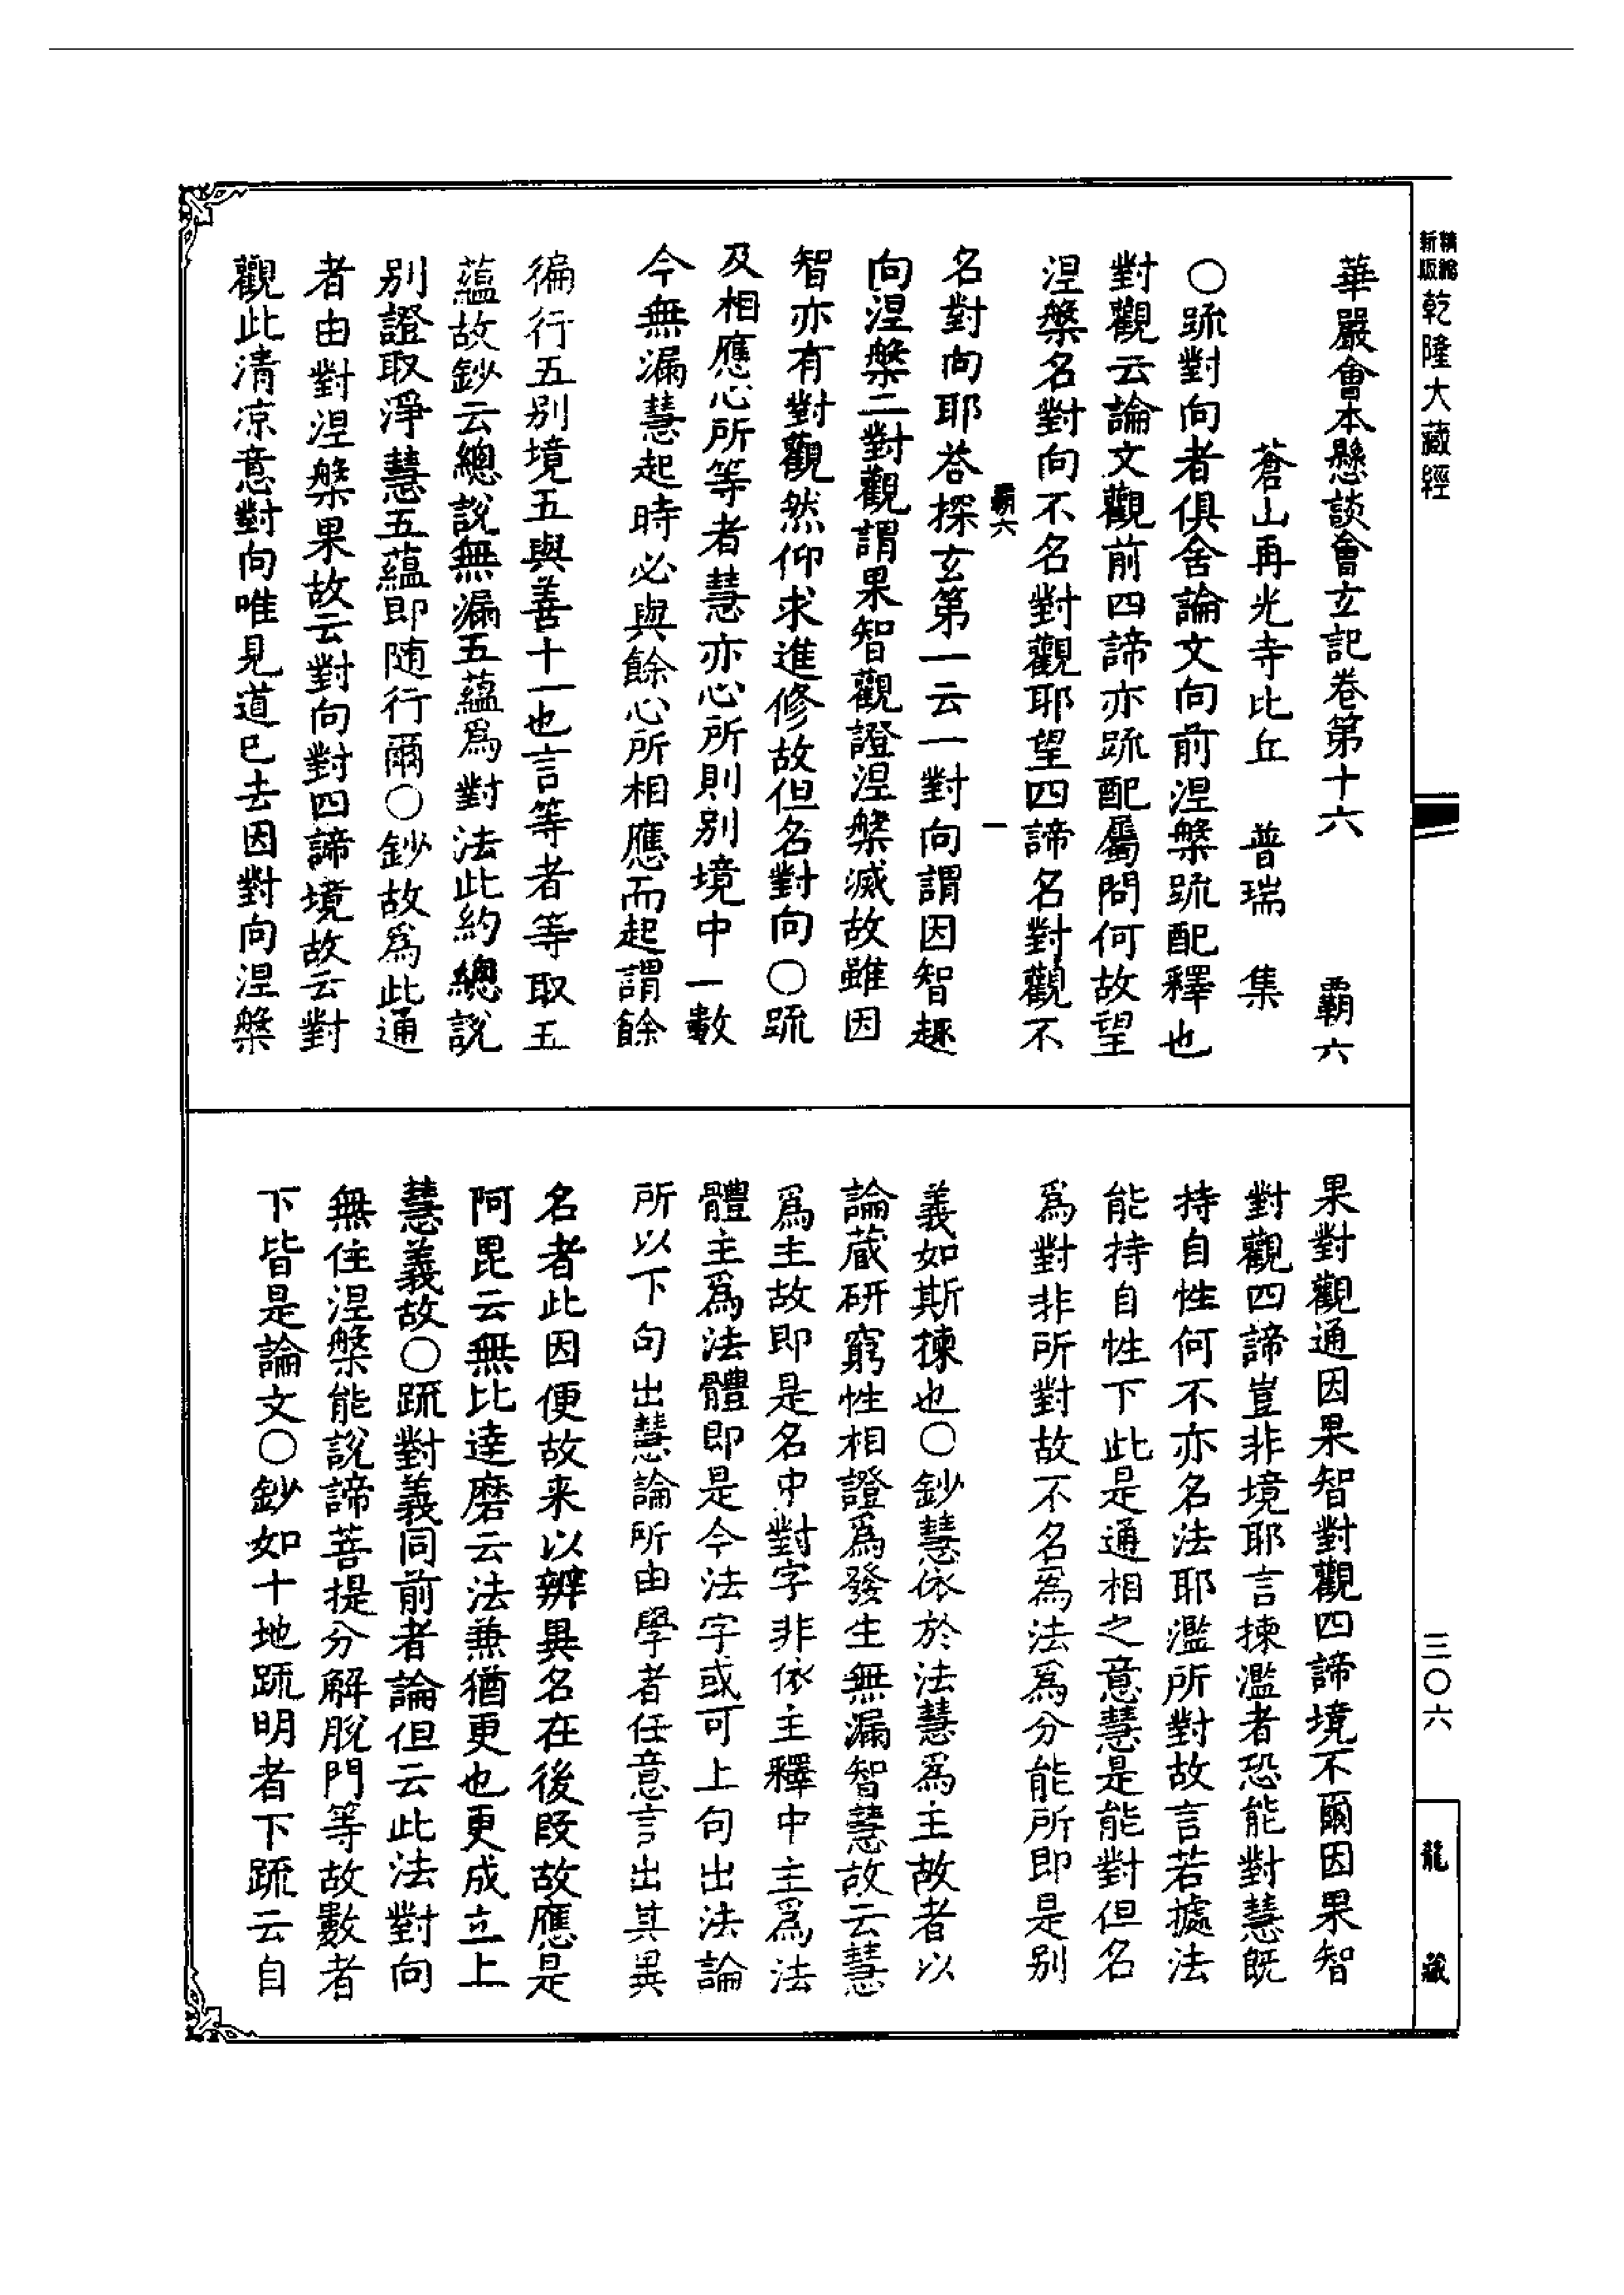 新版精縮乾隆大藏經
三〇六
龍藏
華嚴會本懸談會玄記卷第十六　霸六
蒼山再光寺比丘　普瑞　集
〇䟽對向者俱舍論文向前涅槃䟽配釋也
對觀云論文觀前四諦亦䟽配屬問何故望
涅槃名對向不名對觀耶望四諦名對觀不
霸六　一
名對向耶荅探玄第一云一對向謂因智趣
向涅槃二對觀謂果智觀證涅槃滅故雖因
智亦有對觀然仰求進修故但名對向〇䟽
及相應心所等者慧亦心所則別境中一數
今無漏慧起時必與餘心所相應而起謂餘
徧行五別境五與善十一也言等者等取五
蘊故鈔云總說無漏五蘊爲對法此約總說
別證取淨慧五蘊即随行爾〇鈔故爲此通
者由對涅槃果故云對向對四諦境故云對
觀此清凉意對向唯見道已去因對向涅槃
果對觀通因果智對觀四諦境不爾因果智
對觀四諦豈非境耶言揀濫者恐能對慧旣
持自性何不亦名法耶濫所對故言若據法
能持自性下此是通相之意慧是能對但名
爲對非所對故不名爲法爲分能所即是別
義如斯揀也〇鈔慧依於法慧爲主故者以
論蔵研窮性相證爲發生無漏智慧故云慧
爲主故即是名中對字非依主釋中主爲法
體主爲法體即是今法字或可上句出法論
所以下句出慧論所由學者任意言出其異
名者此因便故来以辨異名在後段故應是
阿毘云無比達磨云法兼猶更也更成立上
慧義故〇䟽對義同前者論但云此法對向
無住涅槃能說諦菩提分解脫門等故數者
下皆是論文〇鈔如十地䟽明者下䟽云自